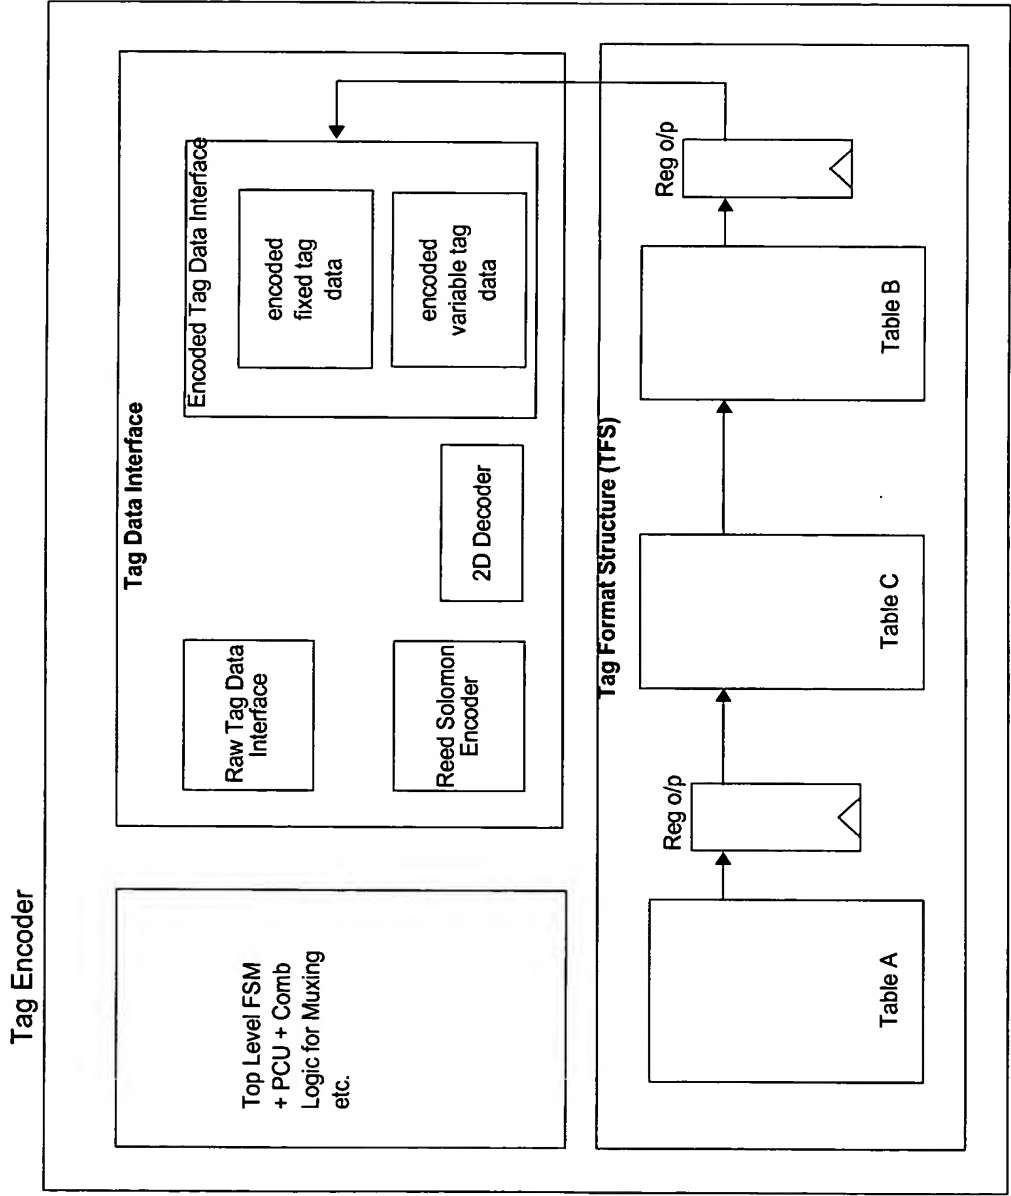 Tag Encoder
Top Level FSM
+ PCU + Comb
Logic for Muxing
etc.
Tag Data Interface
Raw Tag Data
Interface
Reed Solomon
Encoder
2D Decoder
Encoded Tag Data Interface
encoded
fixed tag
data
encoded
variable tag
data
Tag Format Structure (TFS)
Table A
Reg o/p
Table C
Table B
Reg o/p